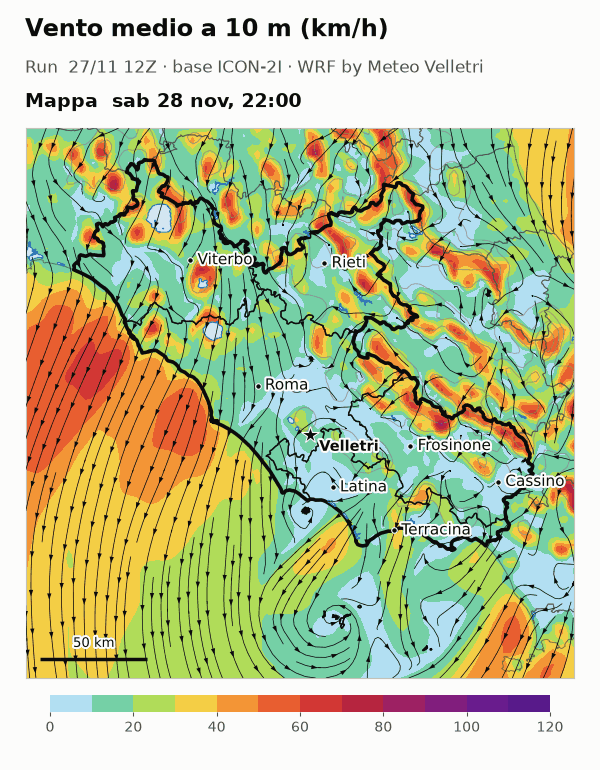 Vento medio a 10 m (km/h)
Run  27/11 12Z · base ICON-2I · WRF by Meteo Velletri
Mappa  sab 28 nov, 22:00
Viterbo
Rieti
Roma
Velletri
Frosinone
Cassino
Latina
Terracina
50 km
0 20 40 60 80 100 120